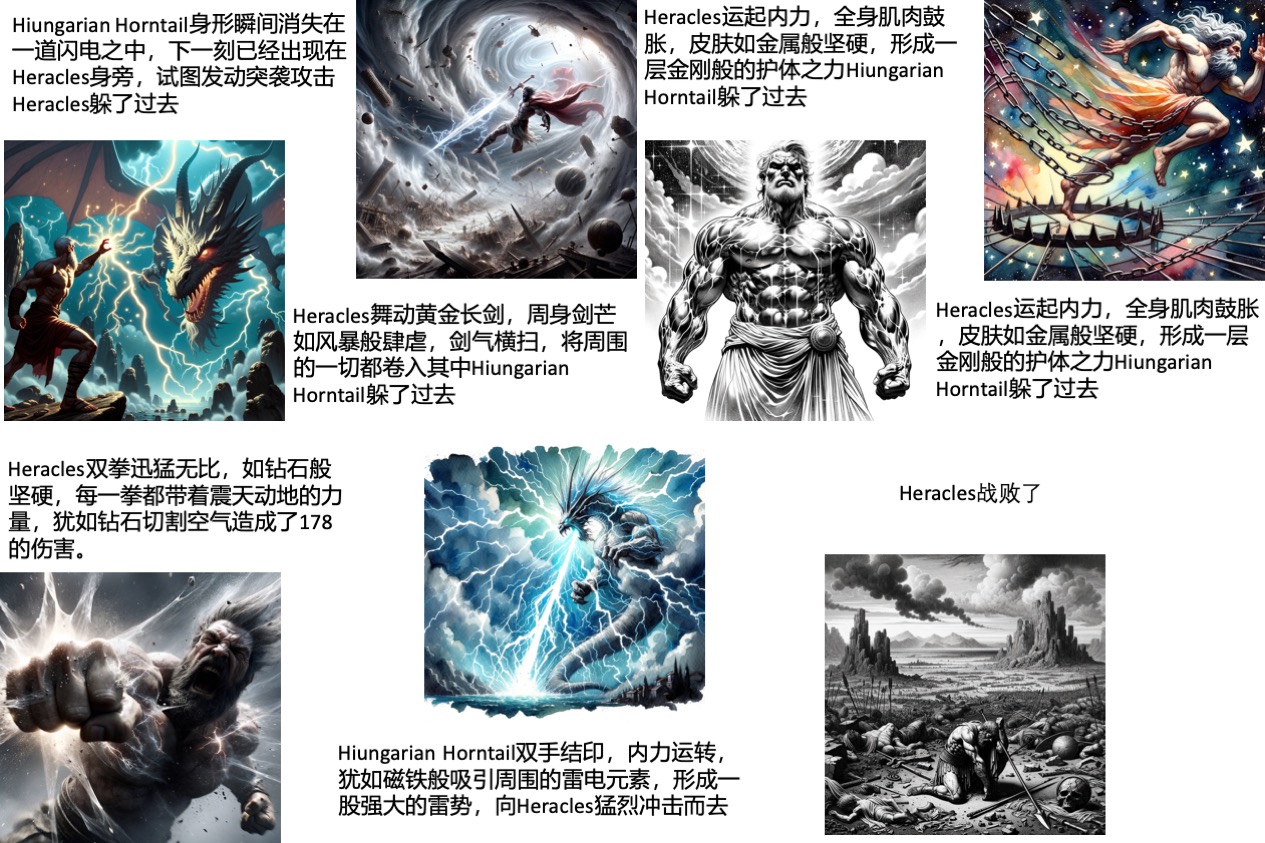 Hiungarian Horntail身形瞬间消失在
一道闪电之中，下一刻已经出现在
Heracles身旁，试图发动突袭攻击
Heracles躲了过去
Heracles舞动黄金长剑，周身剑芒
如风暴般肆虐，剑气横扫，将周围
的一切都卷入其中Hiungarian
Horntail躲了过去
Heracles运起内力，全身肌肉鼓
胀，皮肤如金属般坚硬，形成一
层金刚般的护体之力Hiungarian
Horntail躲了过去
Heracles运起内力，全身肌肉鼓胀
，皮肤如金属般坚硬，形成一层
金刚般的护体之力Hiungarian
Horntail躲了过去
Heracles双拳迅猛无比，如钻石般
坚硬，每一拳都带着震天动地的力
量，犹如钻石切割空气造成了178
的伤害。
Hiungarian Horntail双手结印，内力运转，
犹如磁铁般吸引周围的雷电元素，形成一
股强大的雷势，向Heracles猛烈冲击而去
Heracles战败了